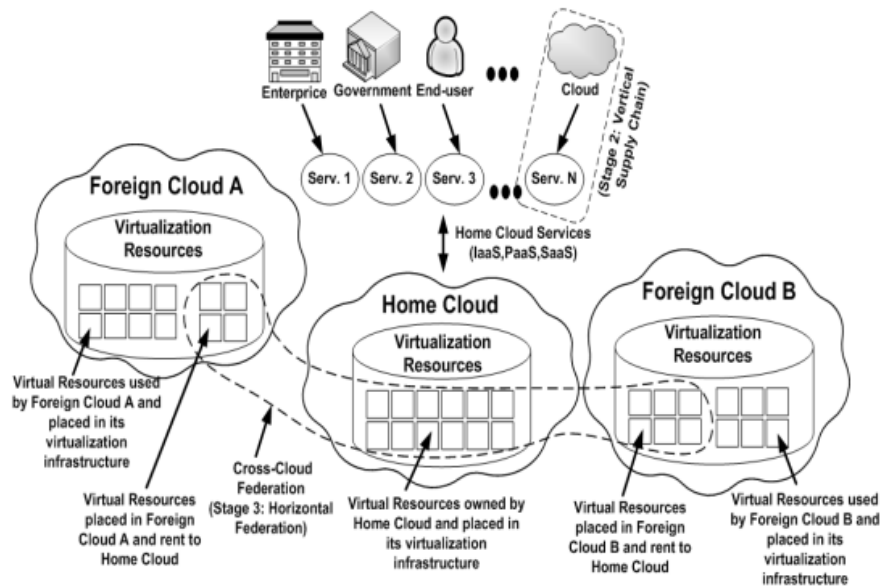 Enterprice
Government
End-user
Cloud
(Stage 2: Vertical
Supply Chain)
Serv. 1
Serv. 2
Serv. 3
Serv. N
Home Cloud Services
(IaaS,PaaS,SaaS)
Foreign Cloud A
Virtualization
Resources
Home Cloud
Virtualization
Resources
Foreign Cloud B
Virtualization
Resources
Virtual Resources used
by Foreign Cloud A and
placed in its
virtualization
infrastructure
Virtual Resources
placed in Foreign
Cloud A and rent to
Home Cloud
Cross-Cloud
Federation
(Stage 3: Horizontal
Federation)
Virtual Resources owned by
Home Cloud and placed in
its virtualization
infrastructure
Virtual Resources
placed in Foreign
Cloud B and rent to
Home Cloud
Virtual Resources used
by Foreign Cloud B and
placed in its
virtualization
infrastructure